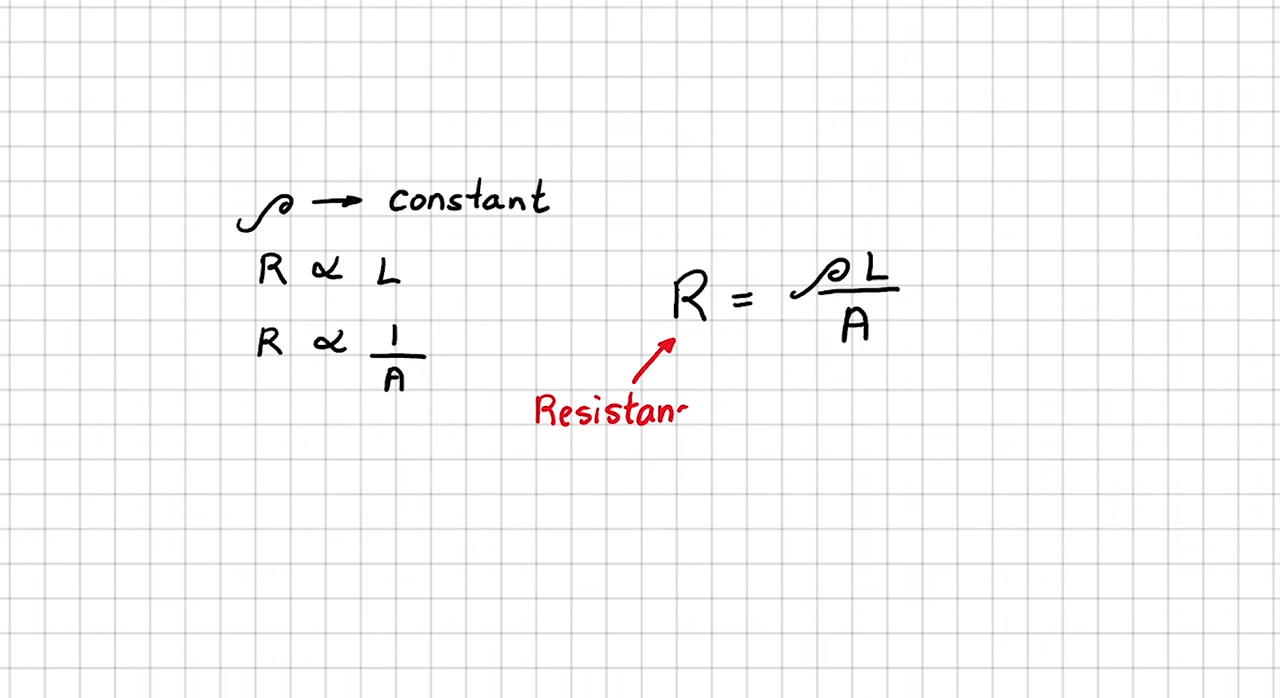 ρ → constant
R ∝ L
R ∝ 1/A
R = ρL/A
Resistan